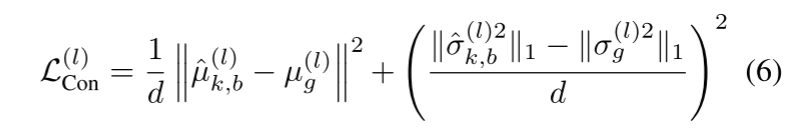 $\mathcal{L}_{\text{Con}}^{(l)} = \frac{1}{d} \left\| \hat{\mu}_{k,b}^{(l)} - \mu_g^{(l)} \right\|^2 + \left( \frac{\|\hat{\sigma}_{k,b}^{(l)2}\|_1 - \|\sigma_g^{(l)2}\|_1}{d} \right)^2 \quad (6)$